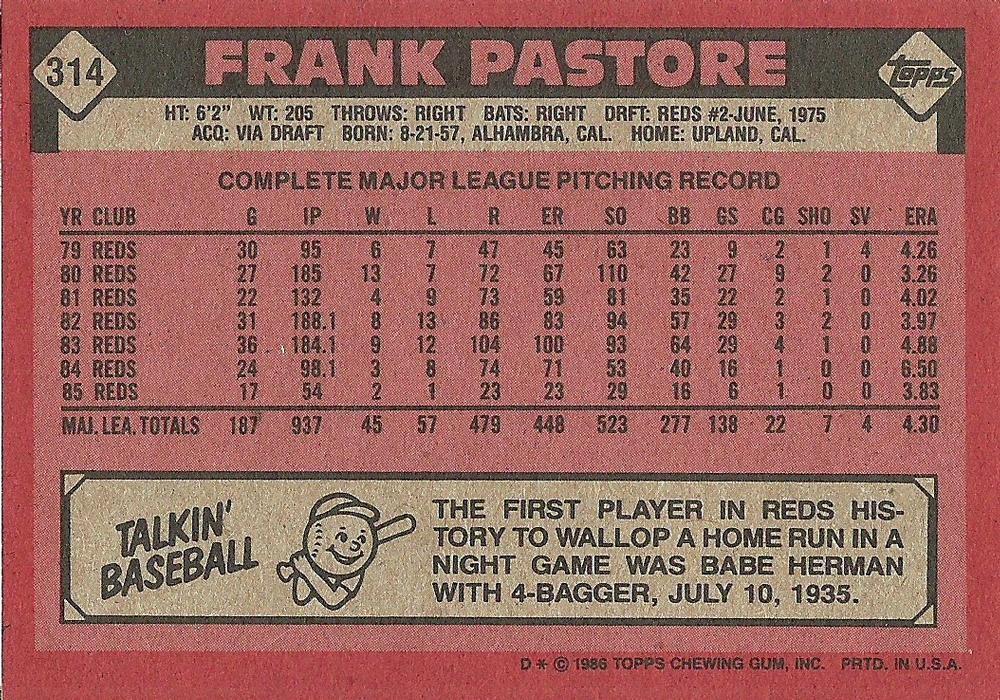 314 FRANK PASTORE Topps
HT: 6'2" WT: 205 THROWS: RIGHT BATS: RIGHT DRFT: REDS #2-JUNE, 1975
ACQ: VIA DRAFT BORN: 8-21-57, ALHAMBRA, CAL. HOME: UPLAND, CAL.
COMPLETE MAJOR LEAGUE PITCHING RECORD
YR CLUB G IP W L R ER SO BB GS CG SHO SV ERA
79 REDS 30 95 6 7 47 45 63 23 9 2 1 4 4.26
80 REDS 27 185 13 7 72 67 110 42 27 9 2 0 3.26
81 REDS 22 132 4 9 73 59 81 35 22 2 1 0 4.02
82 REDS 31 188.1 8 13 86 83 94 57 29 3 2 0 3.97
83 REDS 36 184.1 9 12 104 100 93 64 29 4 1 0 4.88
84 REDS 24 98.1 3 8 74 71 53 40 16 1 0 0 6.50
85 REDS 17 54 2 1 23 23 29 16 6 1 0 0 3.83
MAJ. LEA. TOTALS 187 937 45 57 479 448 523 277 138 22 7 4 4.30
TALKIN'
BASEBALL
THE FIRST PLAYER IN REDS HIS-
TORY TO WALLOP A HOME RUN IN A
NIGHT GAME WAS BABE HERMAN
WITH 4-BAGGER, JULY 10, 1935.
D * © 1986 TOPPS CHEWING GUM, INC. PRTD. IN U.S.A.